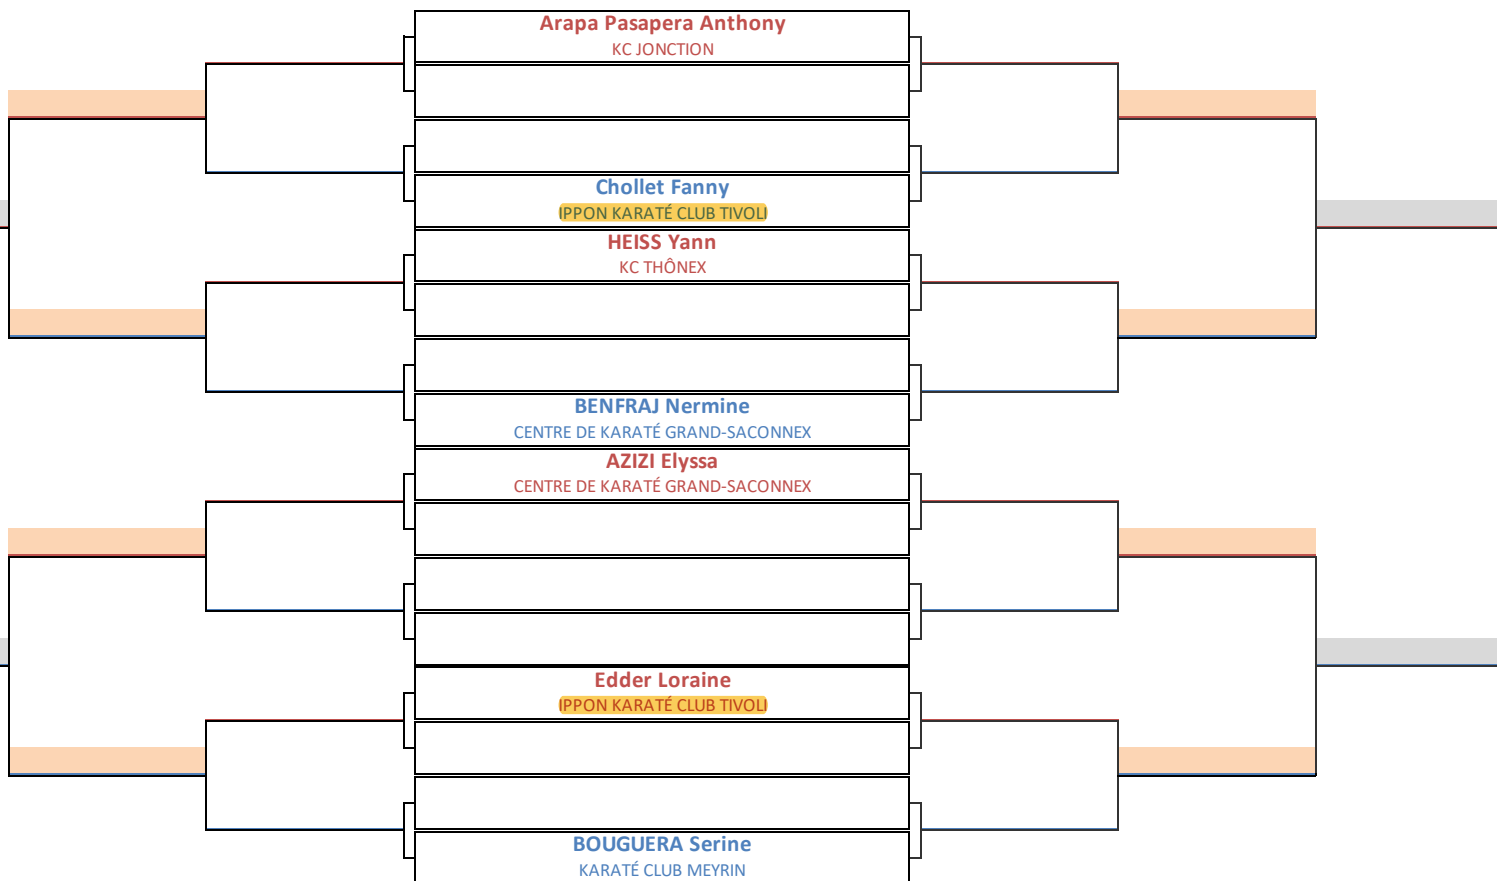 Arapa Pasapera Anthony
KC JONCTION
Chollet Fanny
IPPON KARATÉ CLUB TIVOLI
HEISS Yann
KC THÔNEX
BENFRAJ Nermine
CENTRE DE KARATÉ GRAND-SACONNEX
AZIZI Elyssa
CENTRE DE KARATÉ GRAND-SACONNEX
Edder Loraine
IPPON KARATÉ CLUB TIVOLI
BOUGUERA Serine
KARATÉ CLUB MEYRIN